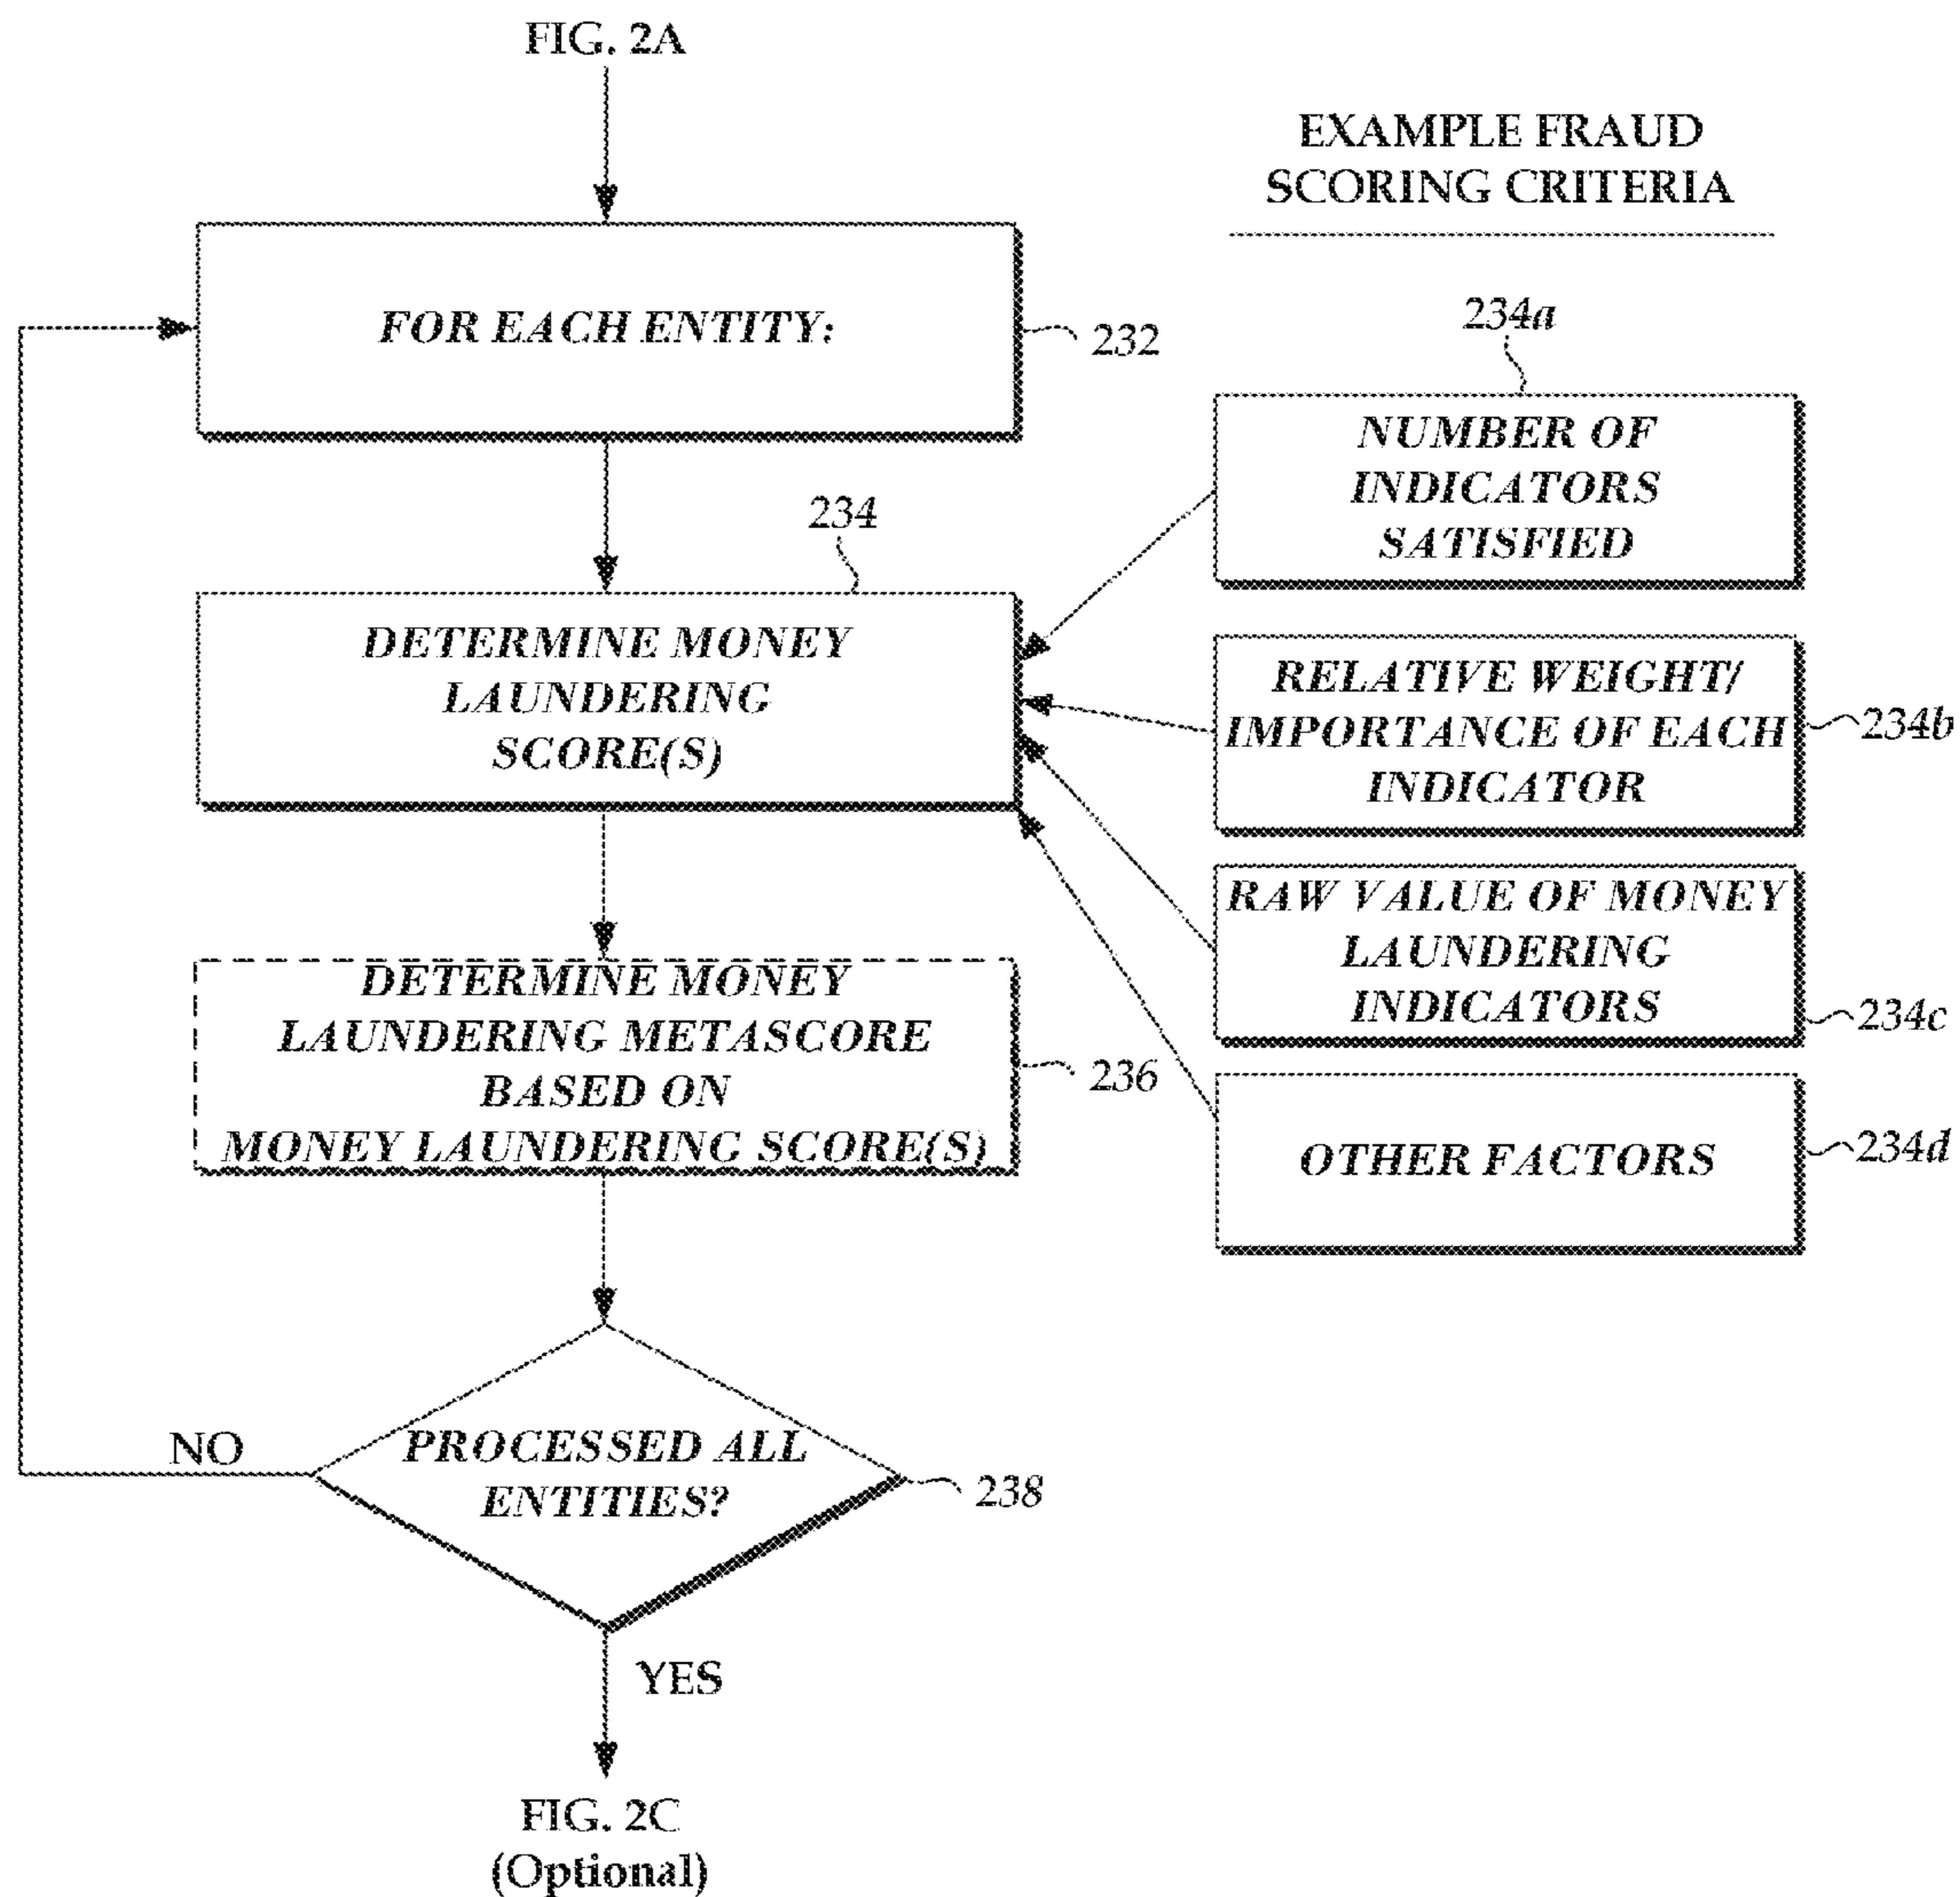 FIG. 2A
EXAMPLE FRAUD
SCORING CRITERIA
FOR EACH ENTITY:
232
234a
NUMBER OF
INDICATORS
SATISFIED
234
DETERMINE MONEY
LAUNDERING
SCORE(S)
RELATIVE WEIGHT/
IMPORTANCE OF EACH
INDICATOR
234b
RAW VALUE OF MONEY
LAUNDERING
INDICATORS
234c
DETERMINE MONEY
LAUNDERING METASCORE
BASED ON
MONEY LAUNDERING SCORE(S)
236
OTHER FACTORS
234d
PROCESSED ALL
ENTITIES?
238
NO
YES
FIG. 2C
(Optional)